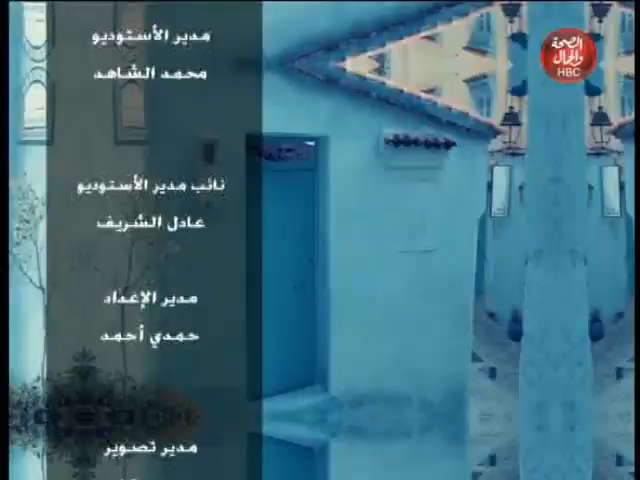 مدير الأستوديو
محمد الشاهد
الصحة
والجمال
HBC
نائب مدير الأستوديو
عادل الشريف
مدير الإعداد
حمدي أحمد
مدير تصوير